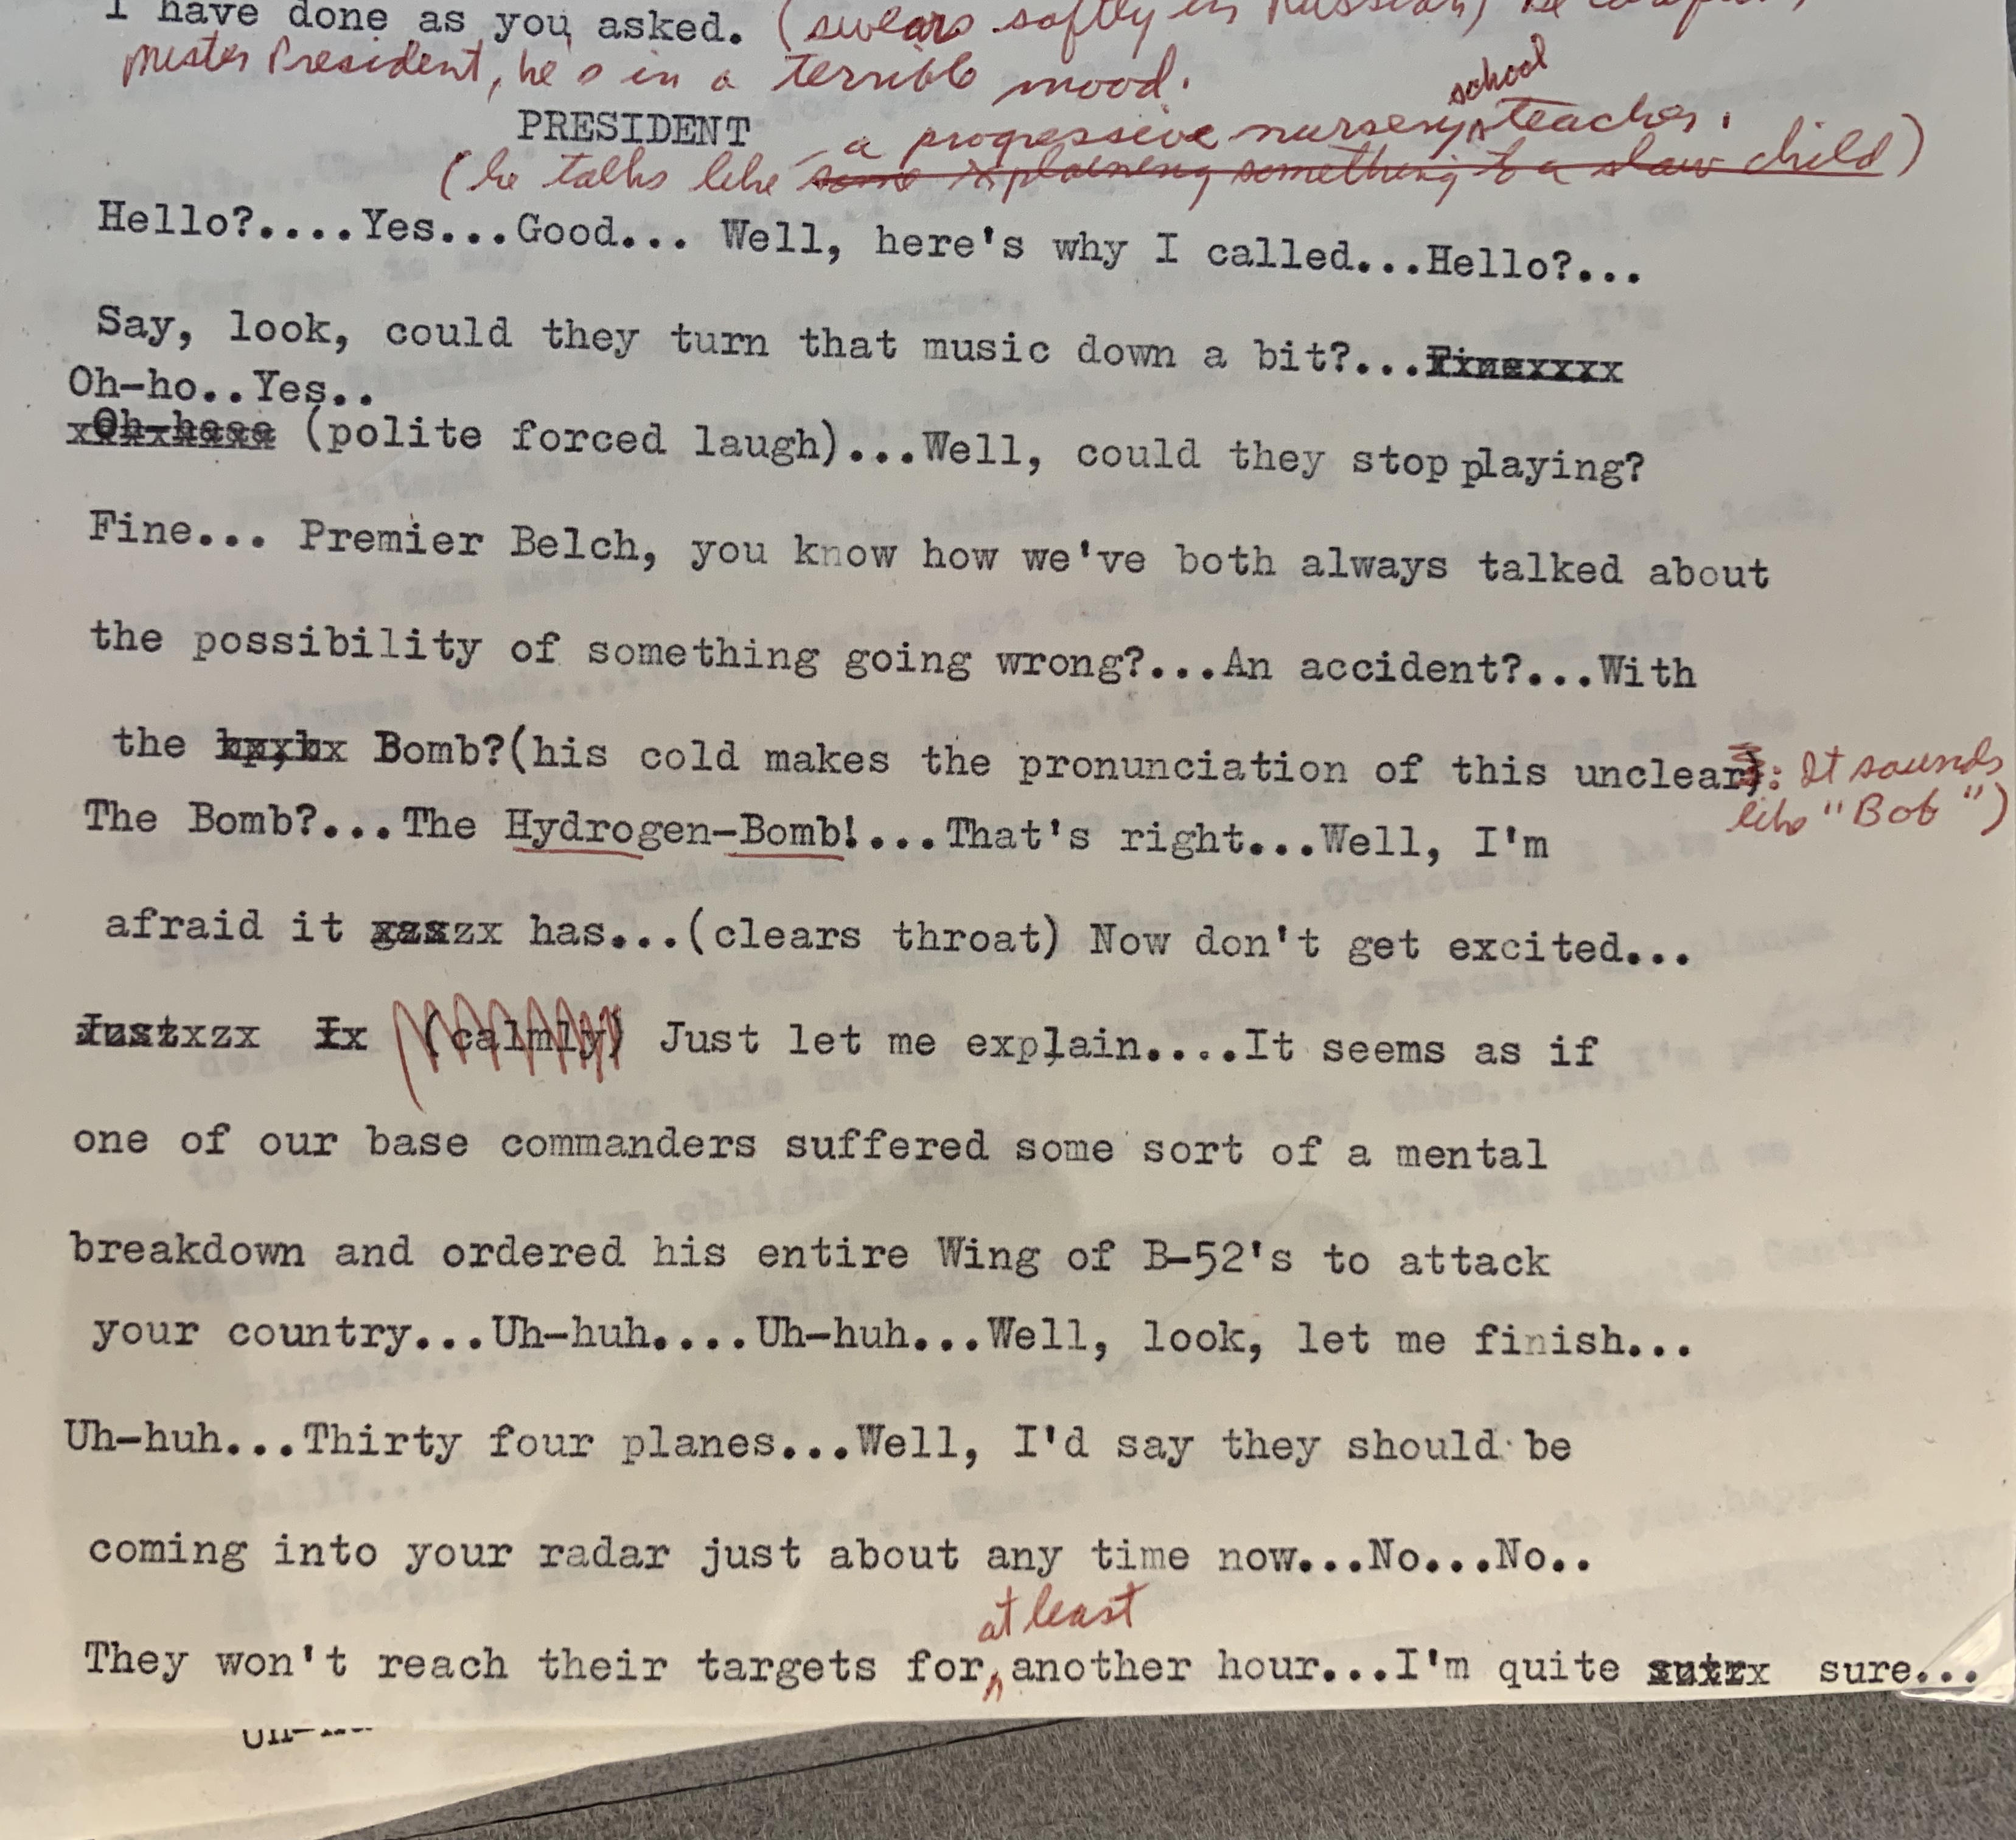 I have done as you asked. (swears softly in Russian) Be careful,
Mister President, he's in a terrible mood.
school
PRESIDENT a progressive nursery teacher.
(he talks like some explaining something to a slow child)
Hello?....Yes...Good... Well, here's why I called...Hello?...
Say, look, could they turn that music down a bit?...
Oh-ho..Yes..
(polite forced laugh)...Well, could they stop playing?
Fine... Premier Belch, you know how we've both always talked about
the possibility of something going wrong?...An accident?...With
the Bomb?(his cold makes the pronunciation of this unclear: It sounds
like "Bob")
The Bomb?...The Hydrogen-Bomb!....That's right...Well, I'm
afraid it has...(clears throat) Now don't get excited...
(calmly) Just let me explain....It seems as if
one of our base commanders suffered some sort of a mental
breakdown and ordered his entire Wing of B-52's to attack
your country...Uh-huh....Uh-huh...Well, look, let me finish...
Uh-huh...Thirty four planes...Well, I'd say they should be
coming into your radar just about any time now...No...No..
at least
They won't reach their targets for another hour...I'm quite sure...